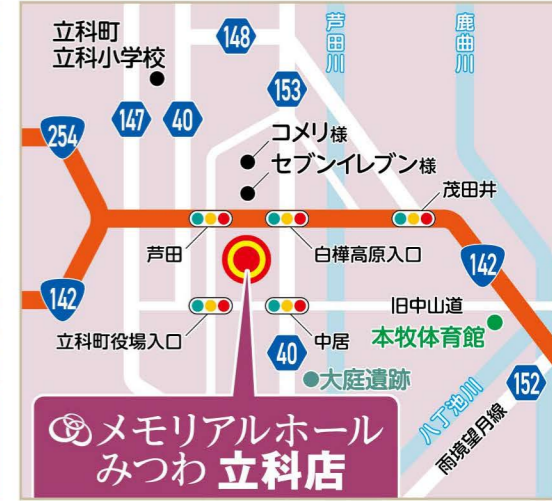 立科町
立科小学校
148
芦田川
鹿曲川
153
147
40
254
コメリ様
セブンイレブン様
茂田井
芦田
白樺高原入口
142
142
旧中山道
立科町役場入口
中居
本牧体育館
40
大庭遺跡
152
八丁池川
雨境望月線
メモリアルホール
みつわ 立科店